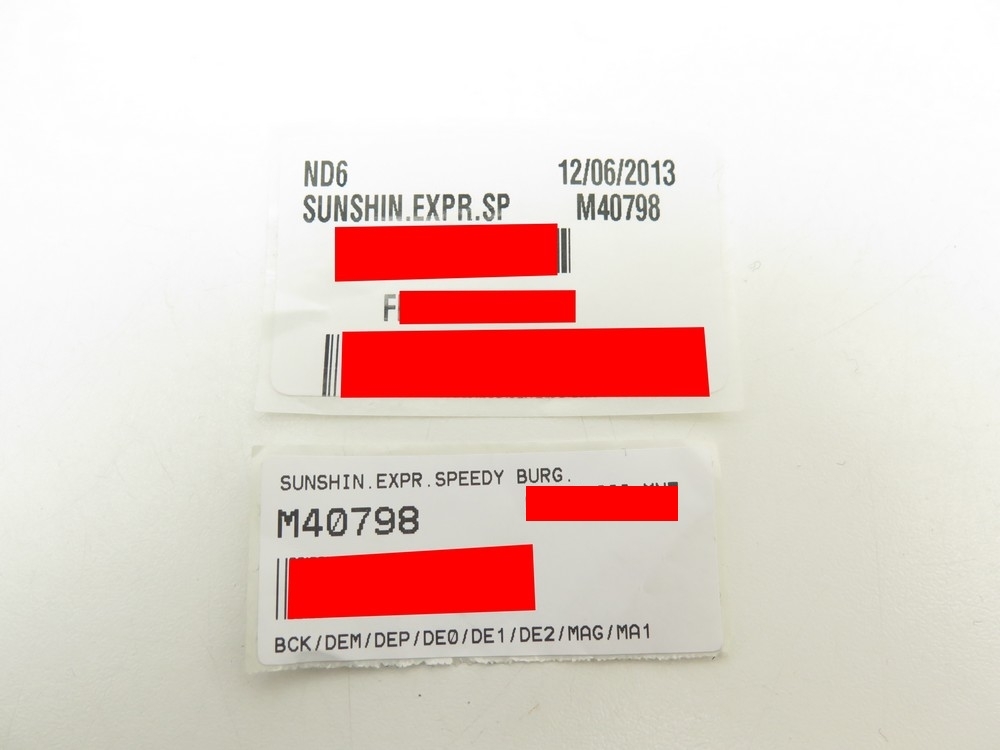 ND6 12/06/2013
SUNSHIN.EXPR.SP M40798
SUNSHIN.EXPR.SPEEDY BURG.
M40798
BCK/DEM/DEP/DE0/DE1/DE2/MAG/MA1